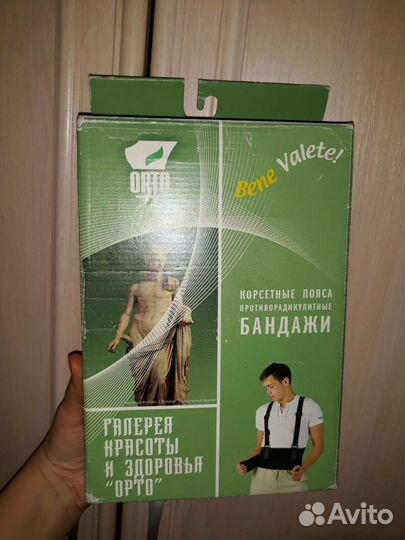 ОРТО
Bene Valete!
КОРСЕТНЫЕ ПОЯСА
ПРОТИВОРАДИКУЛИТНЫЕ
БАНДАЖИ
ГАЛЕРЕЯ
КРАСОТЫ
И ЗДОРОВЬЯ
"ОРТО"
Avito